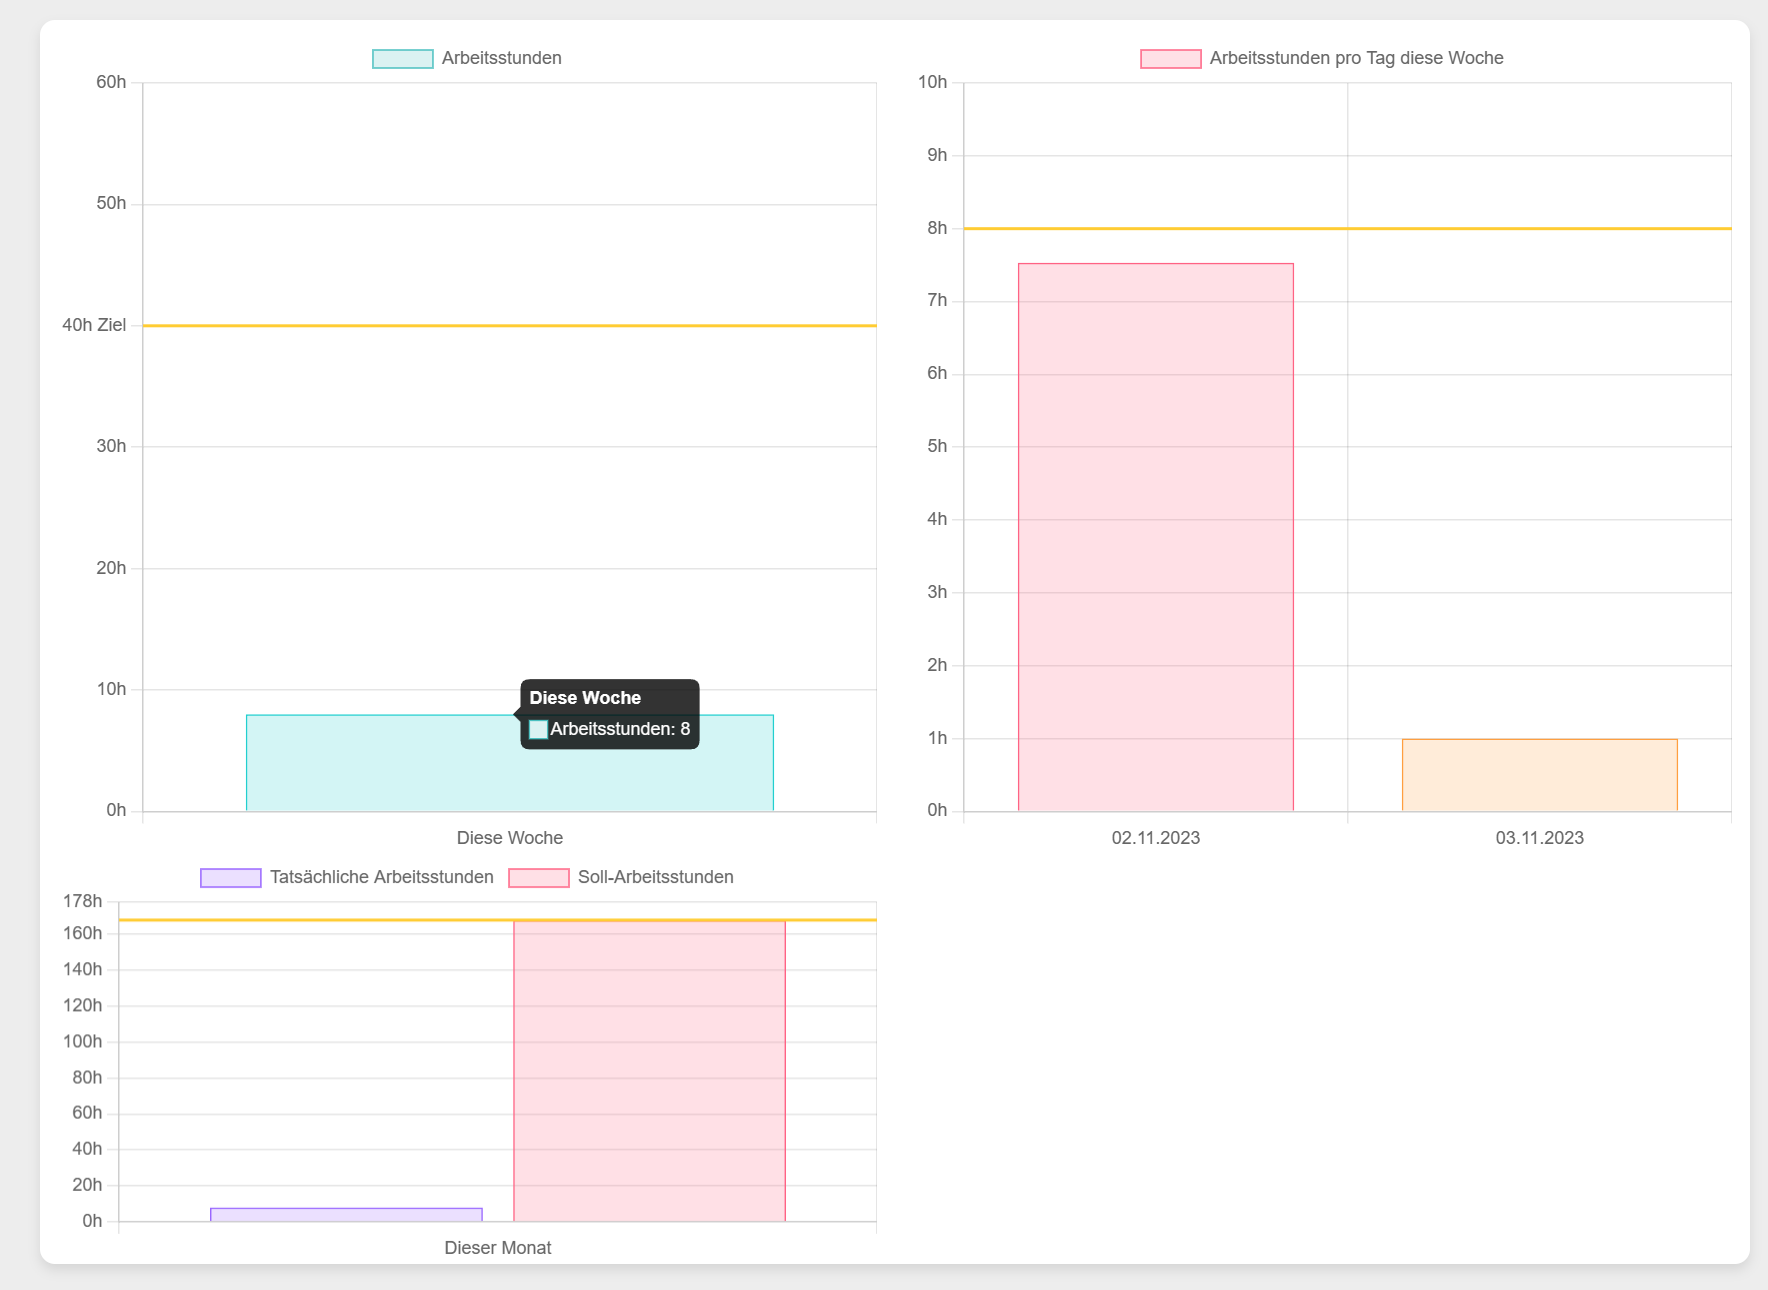 Arbeitsstunden
60h
50h
40h Ziel
30h
20h
10h
0h
Diese Woche
Arbeitsstunden: 8
Diese Woche
Arbeitsstunden pro Tag diese Woche
10h
9h
8h
7h
6h
5h
4h
3h
2h
1h
0h
02.11.2023
03.11.2023
Tatsächliche Arbeitsstunden
Soll-Arbeitsstunden
178h
160h
140h
120h
100h
80h
60h
40h
20h
0h
Dieser Monat